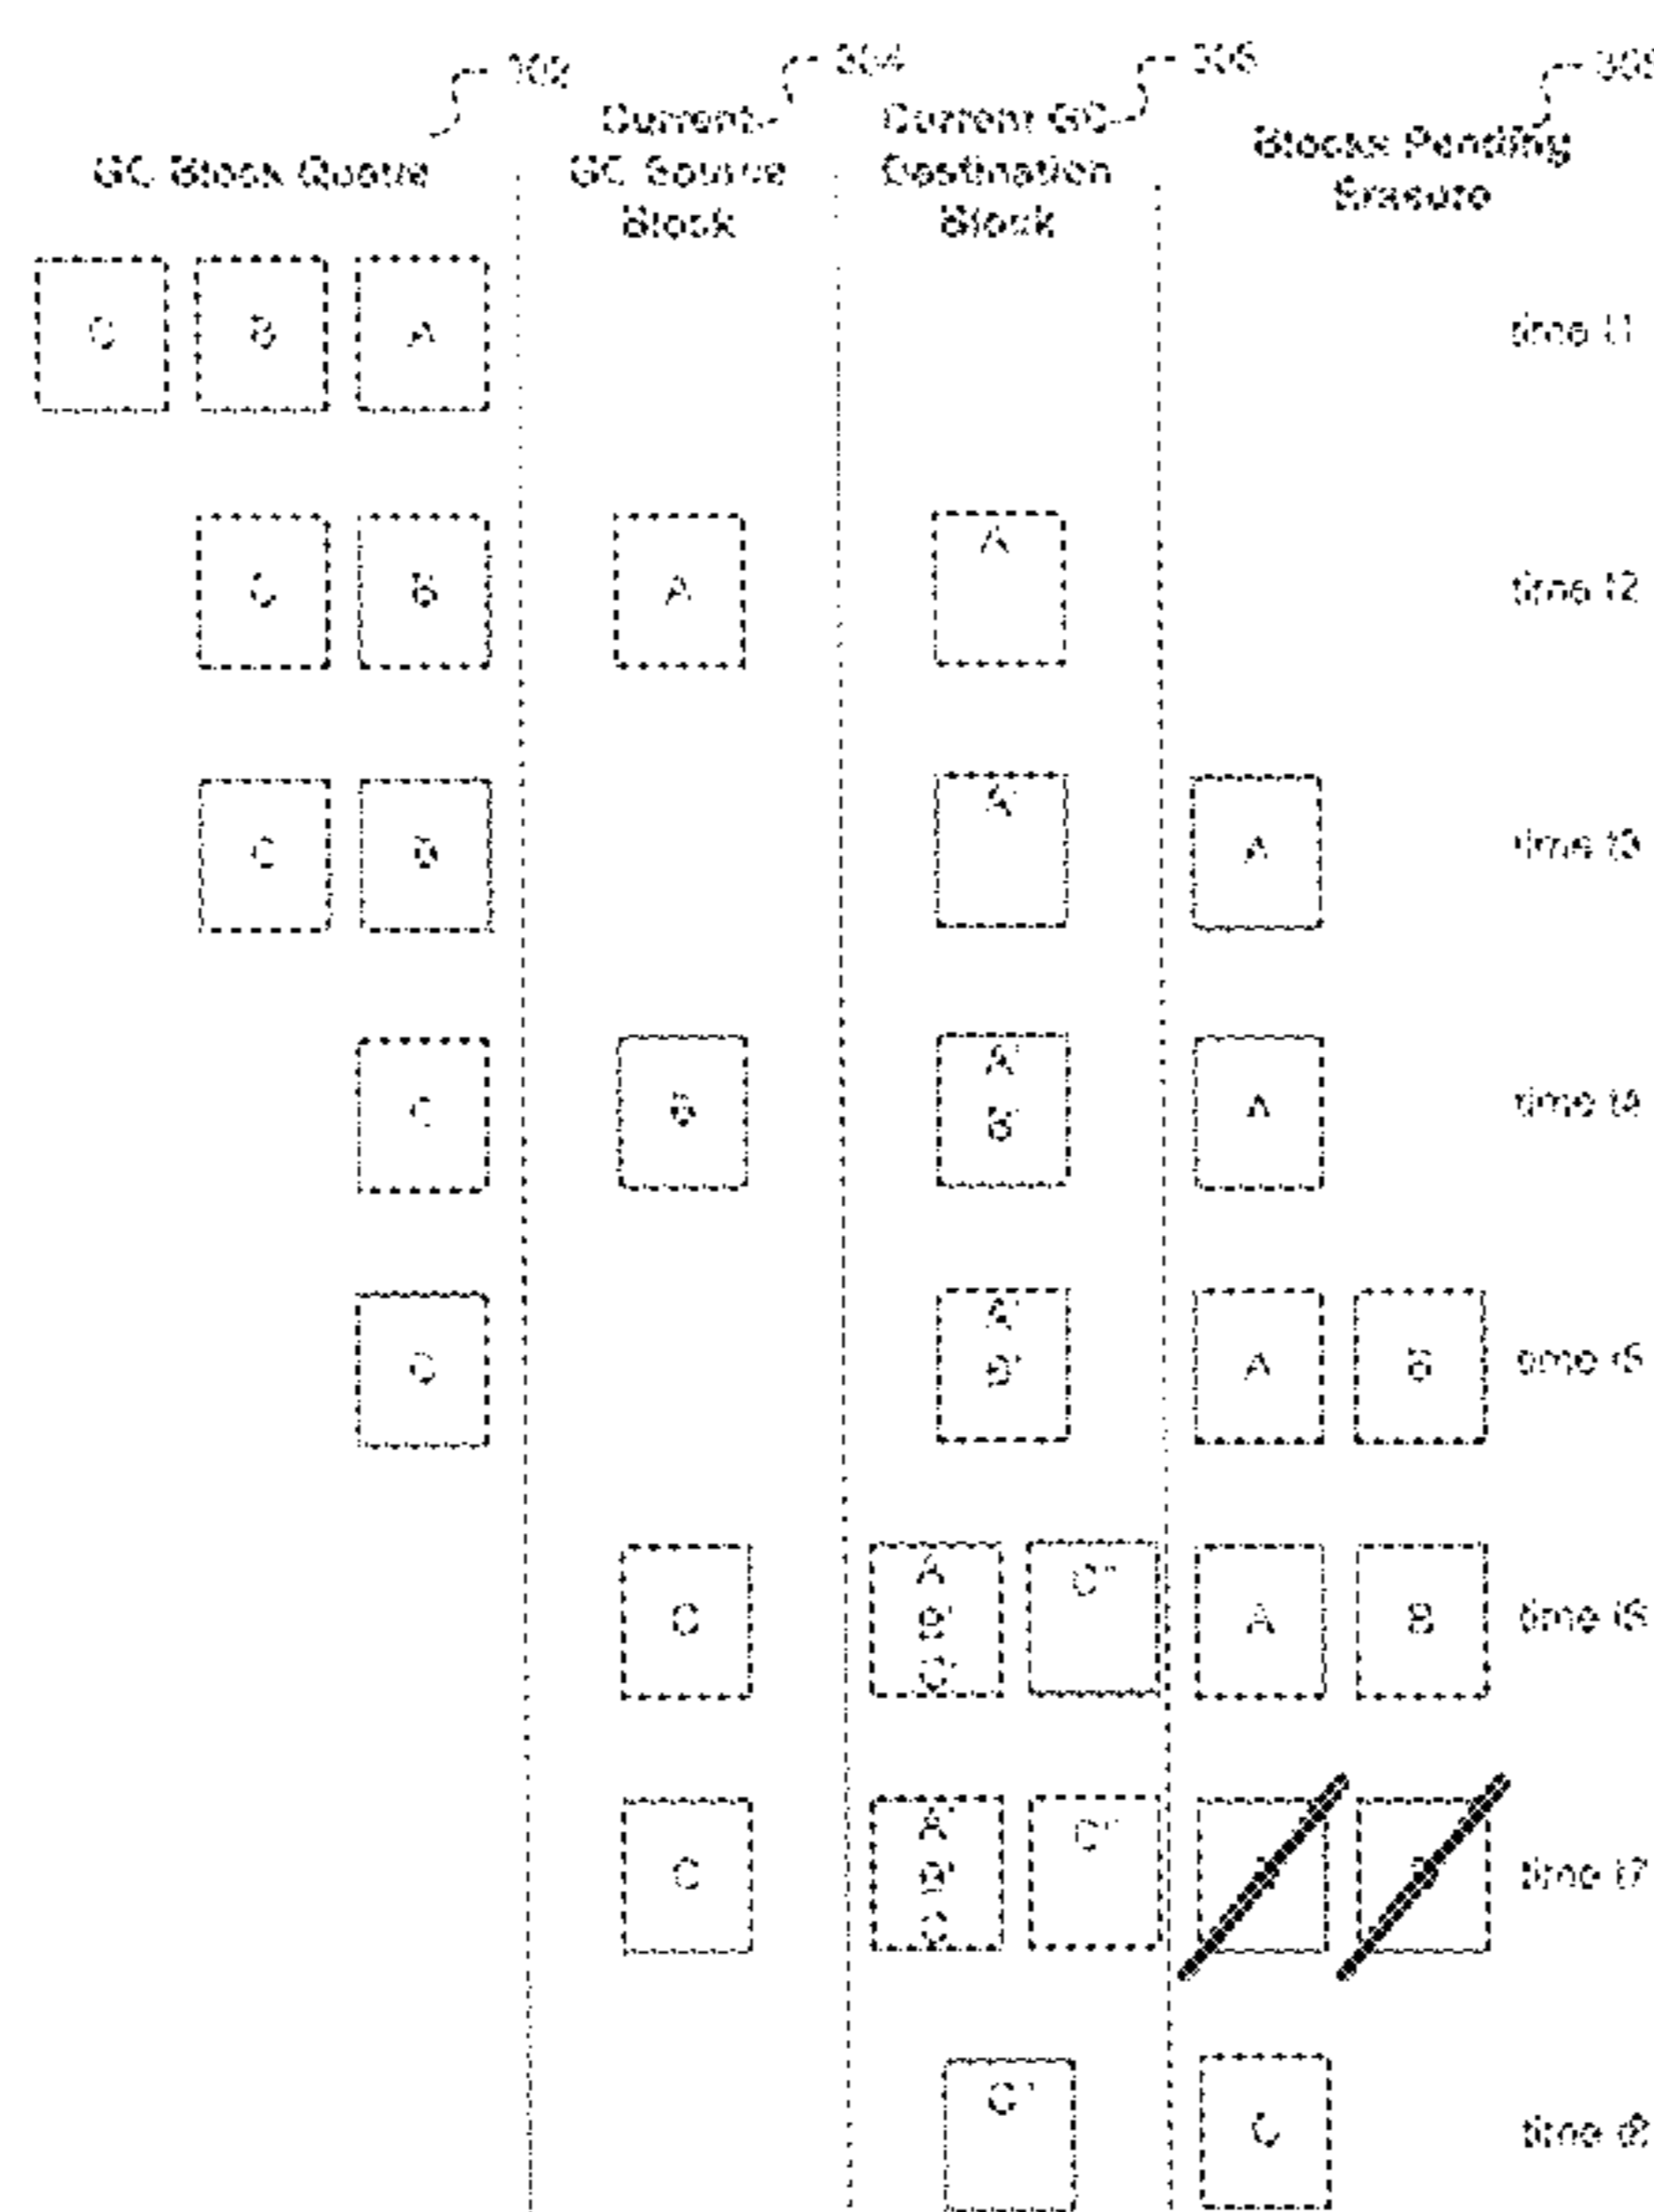 302 304 306
GC Block Queue
Current
GC Source
Block
Current GC
Destination
Block
Blocks Pending
Erasure
C B A time t1
C B A A' time t2
C B A' A time t3
C B A' A time t4
B'
C A' A B time t5
B'
C A' C" A B time t6
B'
C'
C A' C" time t7
B'
C'
C" C time t8